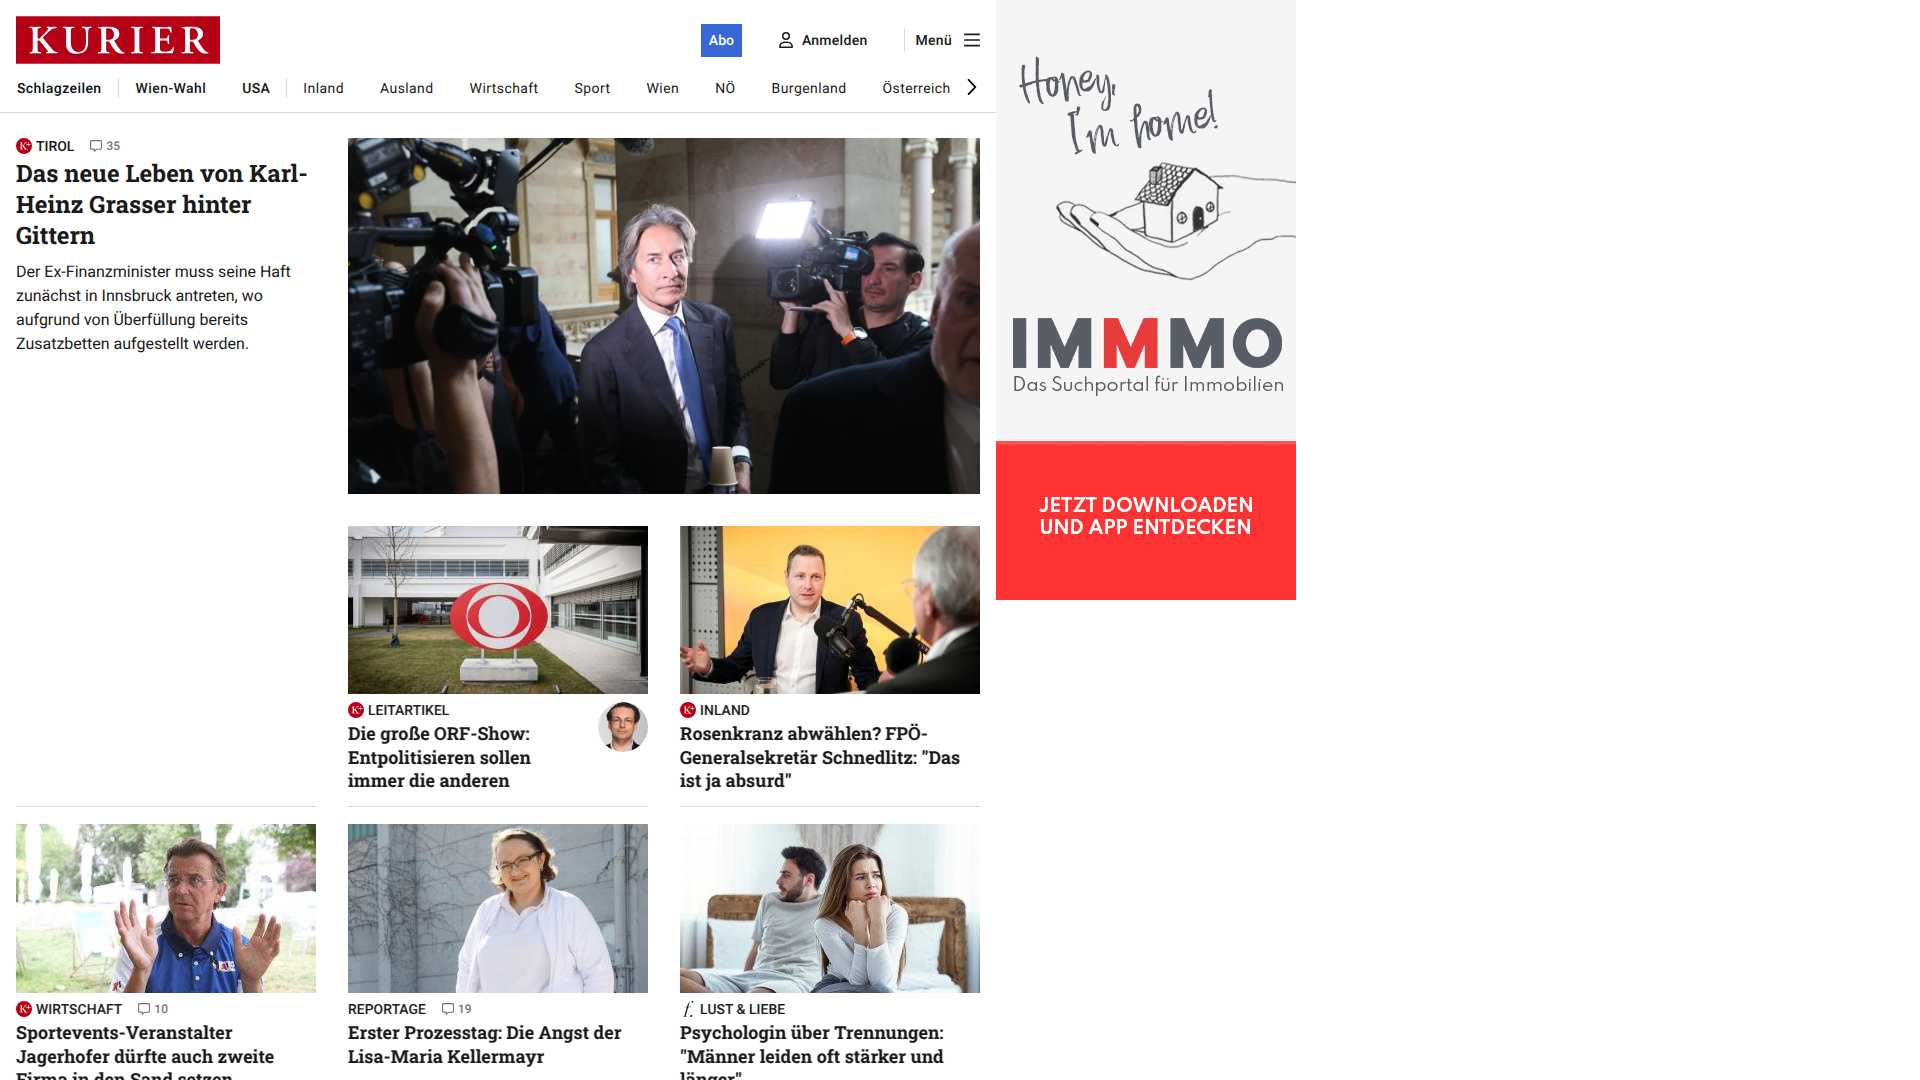 KURIER
Abo
Anmelden
Menü
Schlagzeilen
Wien-Wahl
USA
Inland
Ausland
Wirtschaft
Sport
Wien
NÖ
Burgenland
Österreich
K+ TIROL 35
Das neue Leben von Karl-
Heinz Grasser hinter
Gittern
Der Ex-Finanzminister muss seine Haft
zunächst in Innsbruck antreten, wo
aufgrund von Überfüllung bereits
Zusatzbetten aufgestellt werden.
K+ LEITARTIKEL
Die große ORF-Show:
Entpolitisieren sollen
immer die anderen
K+ INLAND
Rosenkranz abwählen? FPÖ-
Generalsekretär Schnedlitz: "Das
ist ja absurd"
K+ WIRTSCHAFT 10
Sportevents-Veranstalter
Jagerhofer dürfte auch zweite
Firma in den Sand setzen
REPORTAGE 19
Erster Prozesstag: Die Angst der
Lisa-Maria Kellermayr
f. LUST & LIEBE
Psychologin über Trennungen:
"Männer leiden oft stärker und
länger"
Honey,
I'm home!
IMMMO
Das Suchportal für Immobilien
JETZT DOWNLOADEN
UND APP ENTDECKEN